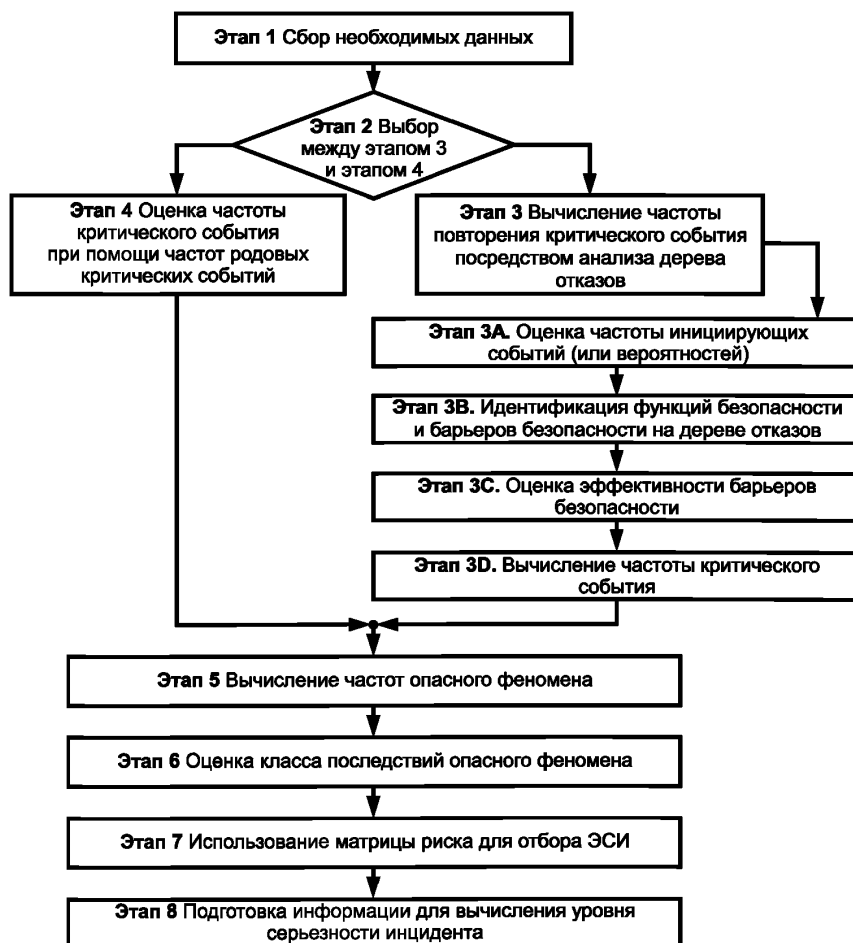 Этап 1 Сбор необходимых данных
Этап 2 Выбор
между этапом 3
и этапом 4
Этап 4 Оценка частоты
критического события
при помощи частот родовых
критических событий
Этап 3 Вычисление частоты
повторения критического события
посредством анализа дерева
отказов
Этап 3А. Оценка частоты инициирующих
событий (или вероятностей)
Этап 3В. Идентификация функций безопасности
и барьеров безопасности на дереве отказов
Этап 3С. Оценка эффективности барьеров
безопасности
Этап 3D. Вычисление частоты критического
события
Этап 5 Вычисление частот опасного феномена
Этап 6 Оценка класса последствий опасного феномена
Этап 7 Использование матрицы риска для отбора ЭСИ
Этап 8 Подготовка информации для вычисления уровня
серьезности инцидента